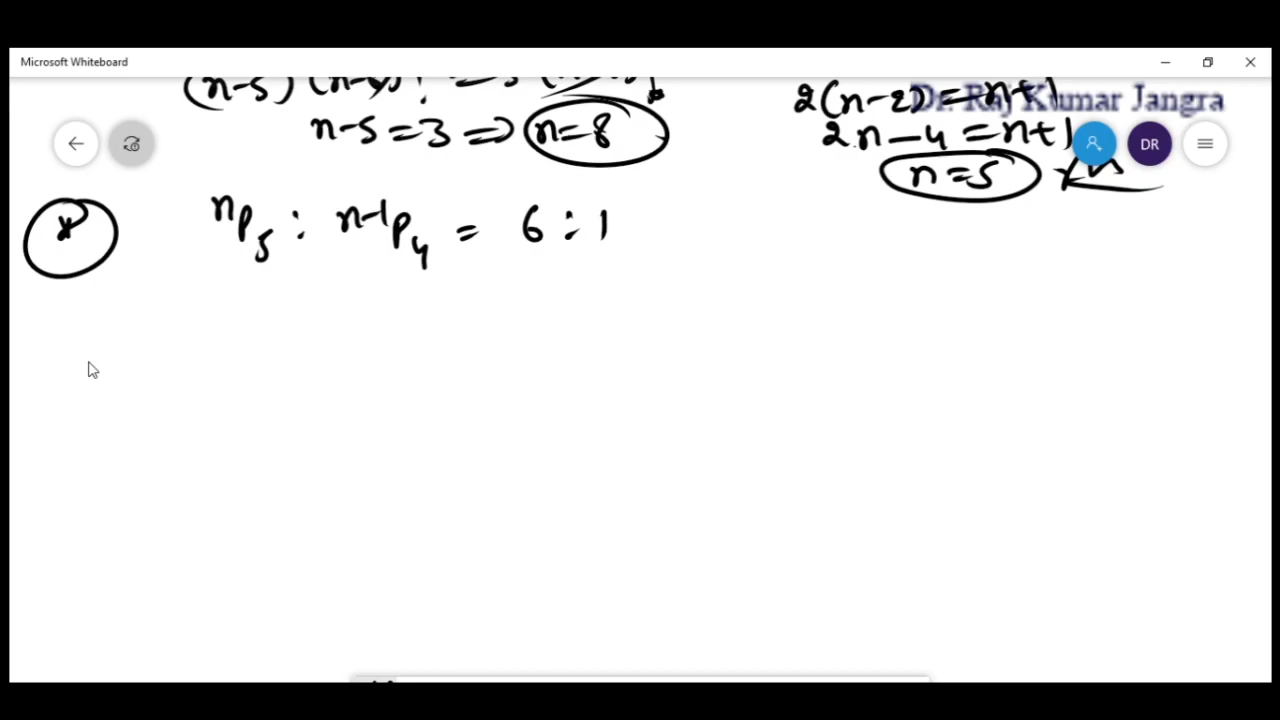 Microsoft Whiteboard
Dr. Raj Kumar Jangra
n-5=3 ⇒ n=8
2(n-2)=n+1
2n-4=n+1
n=5
DR
*
ⁿP₅ : ⁿ⁻¹P₄ = 6 : 1